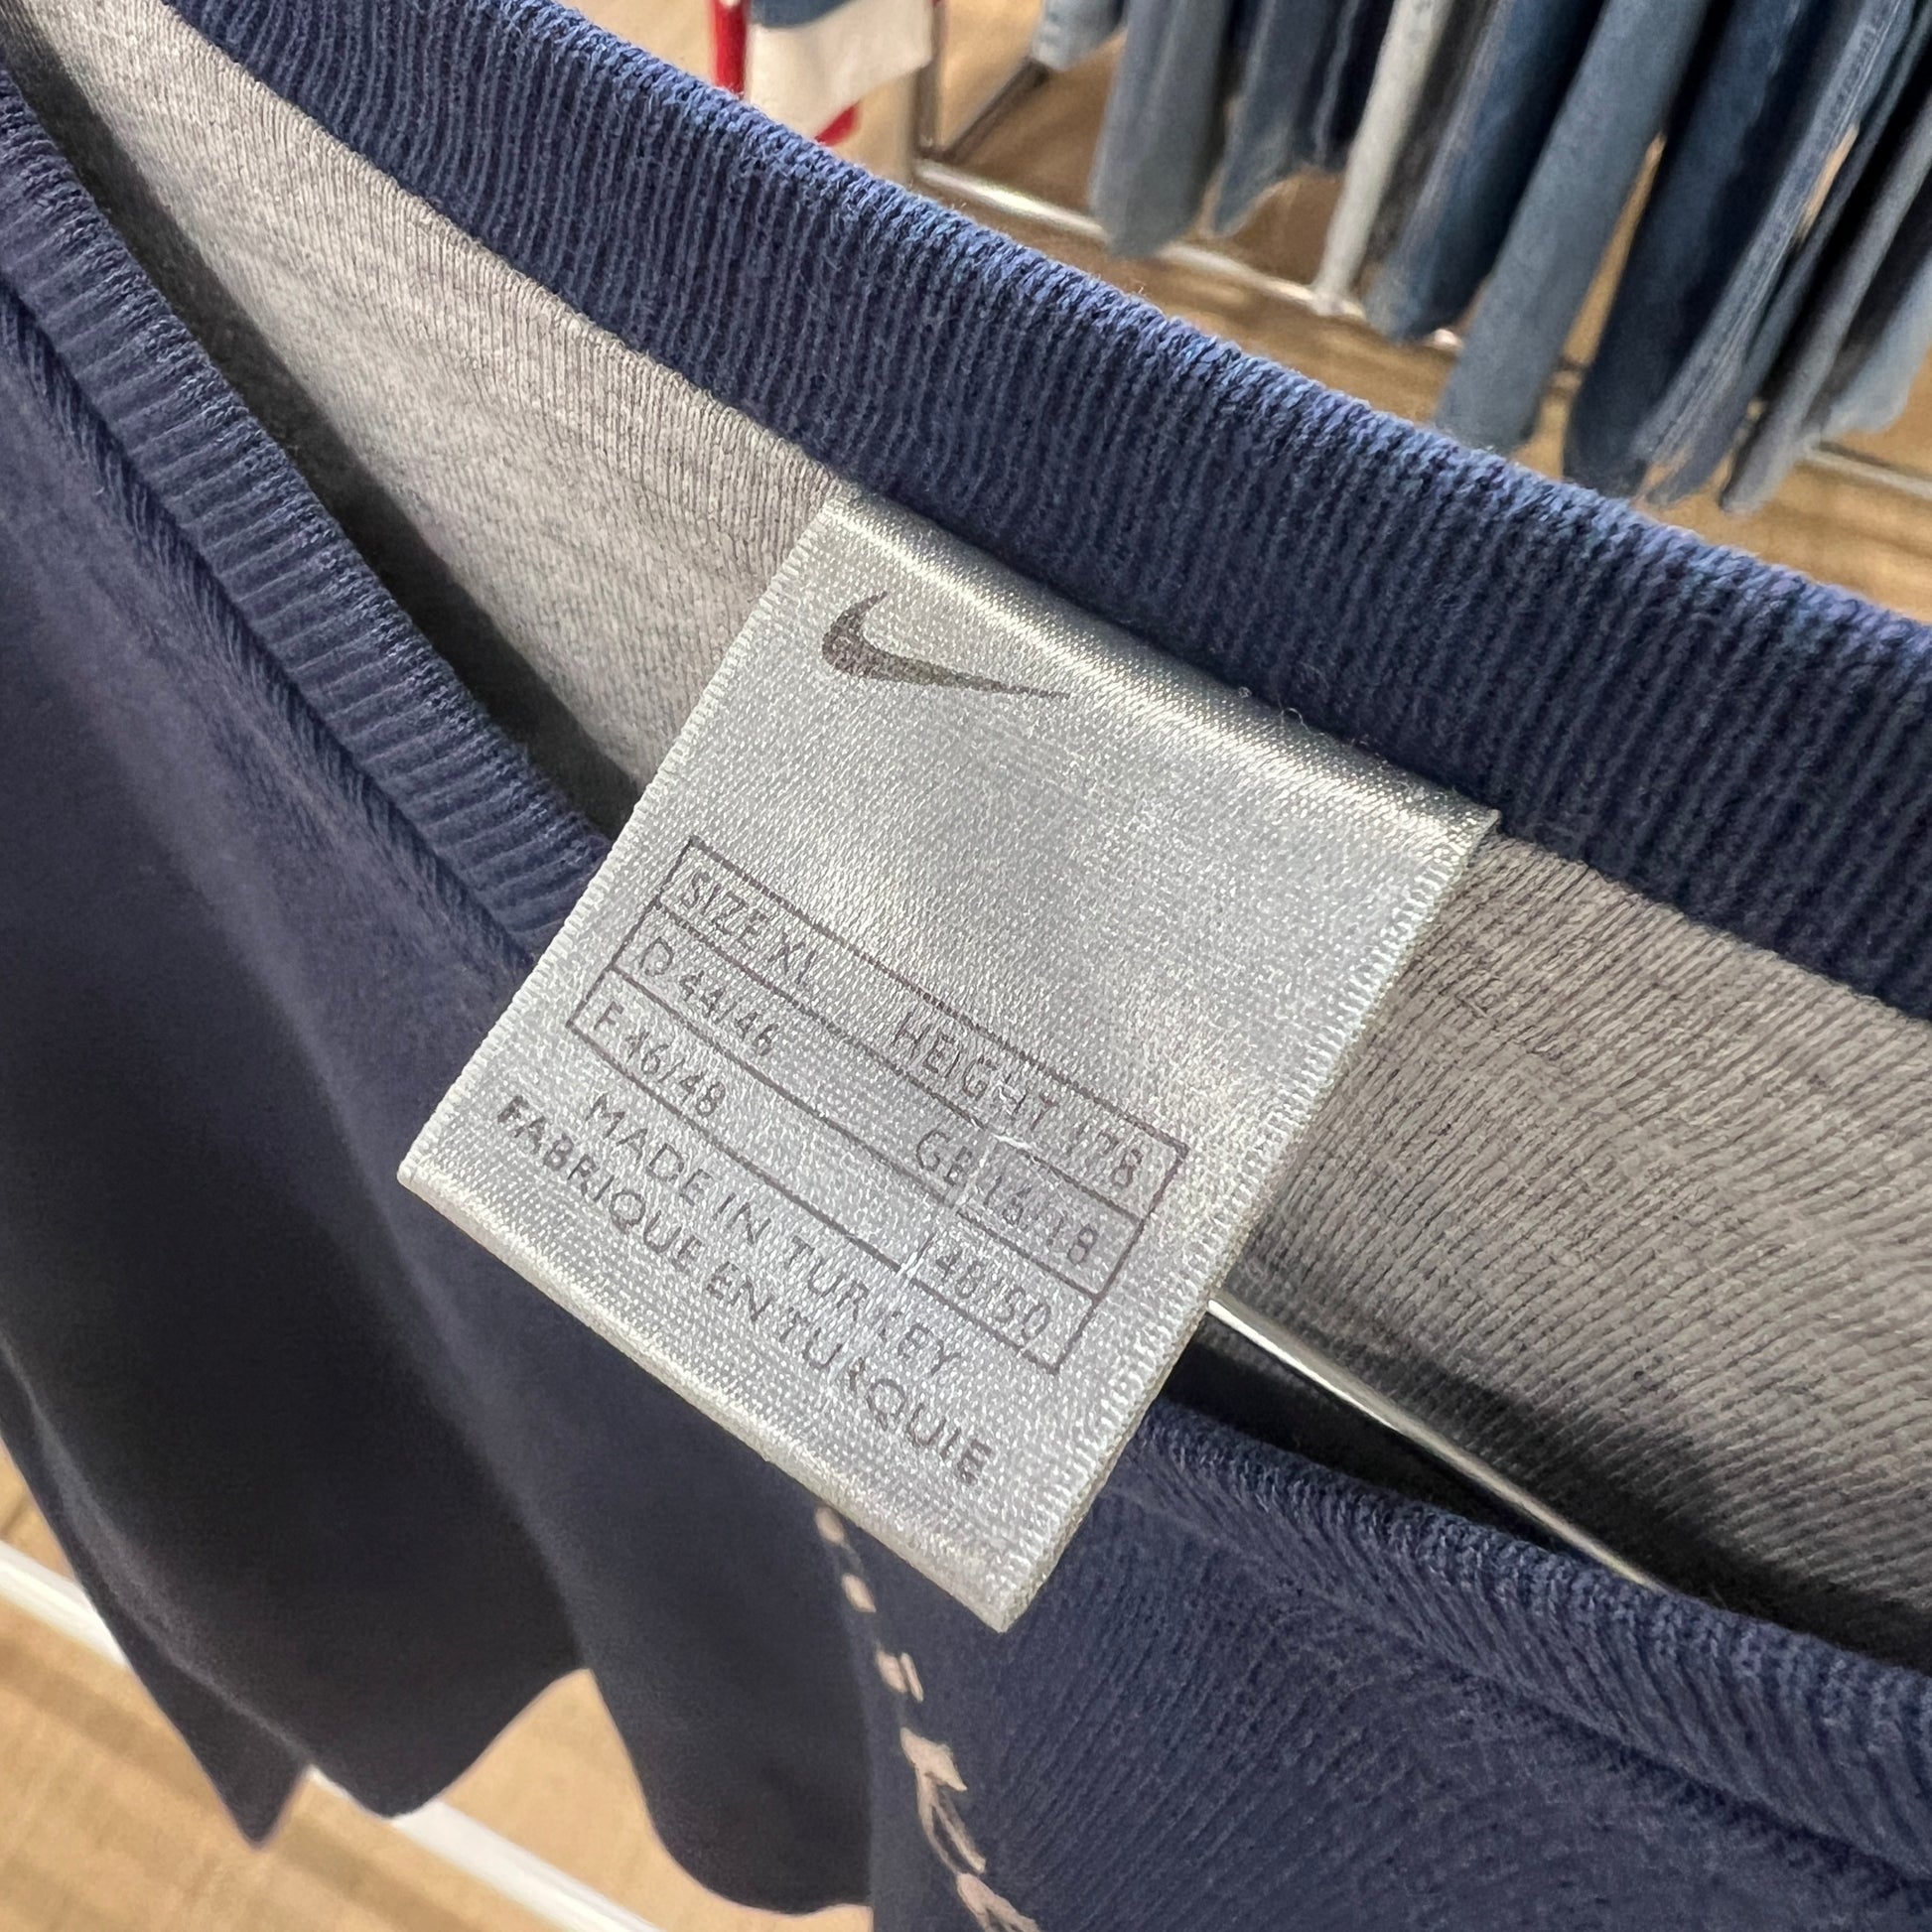 SIZE XL HEIGHT 178
D 44/46 GB 16/18
F 46/48 I 48/50
MADE IN TURKEY
FABRIQUE EN TURQUIE